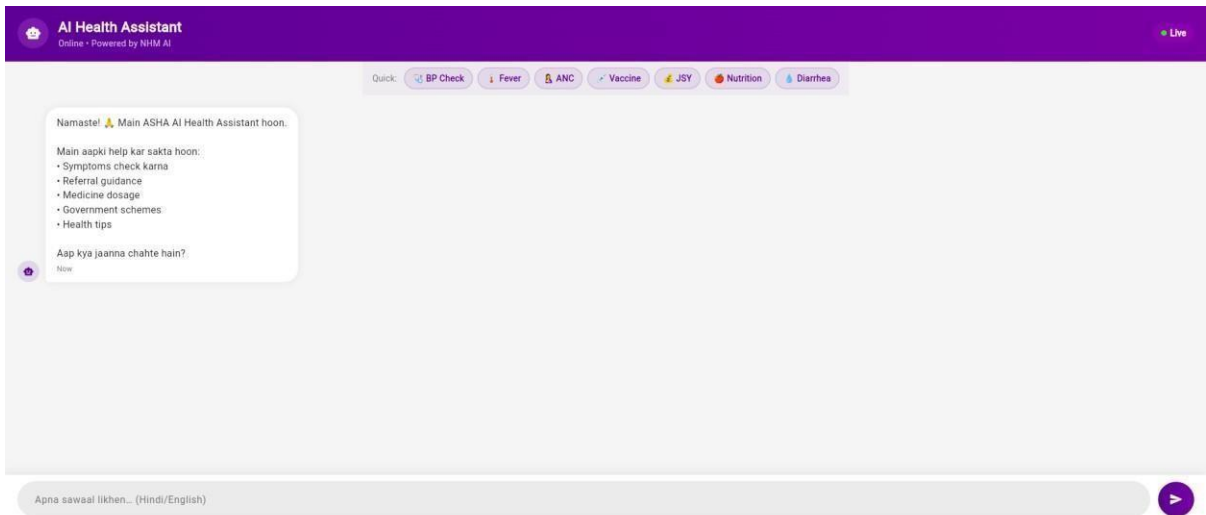 AI Health Assistant
Online • Powered by NHM AI
Live
Quick: BP Check Fever ANC Vaccine JSY Nutrition Diarrhea
Namaste! 🙏 Main ASHA AI Health Assistant hoon.
Main aapki help kar sakta hoon:
• Symptoms check karna
• Referral guidance
• Medicine dosage
• Government schemes
• Health tips
Aap kya jaanna chahte hain?
Now
Apna sawaal likhen... (Hindi/English)